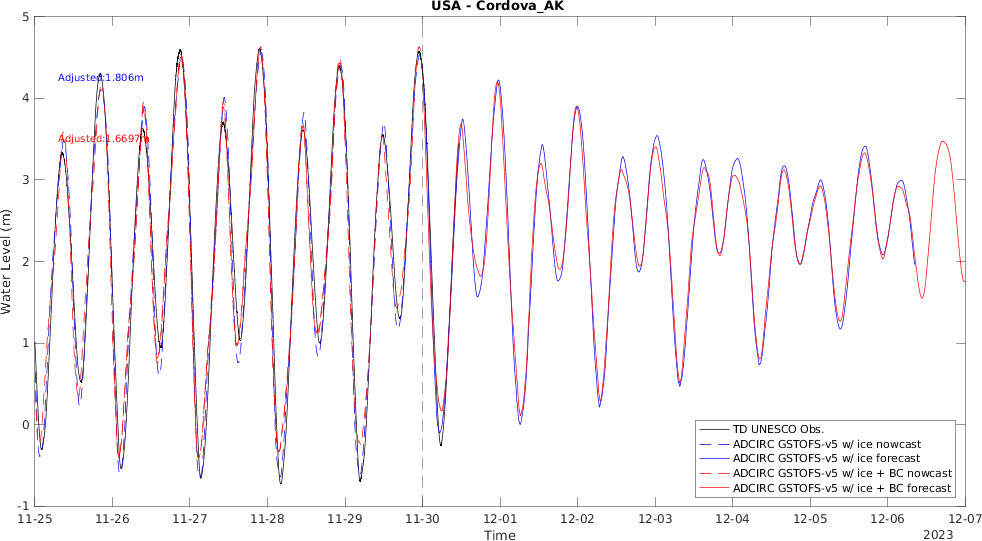 USA - Cordova_AK
5
4
3
2
1
0
-1
Water Level (m)
Adjusted:1.806m
Adjusted:1.6697m
TD UNESCO Obs.
ADCIRC GSTOFS-v5 w/ ice nowcast
ADCIRC GSTOFS-v5 w/ ice forecast
ADCIRC GSTOFS-v5 w/ ice + BC nowcast
ADCIRC GSTOFS-v5 w/ ice + BC forecast
11-25 11-26 11-27 11-28 11-29 11-30 12-01 12-02 12-03 12-04 12-05 12-06 12-07
Time
2023